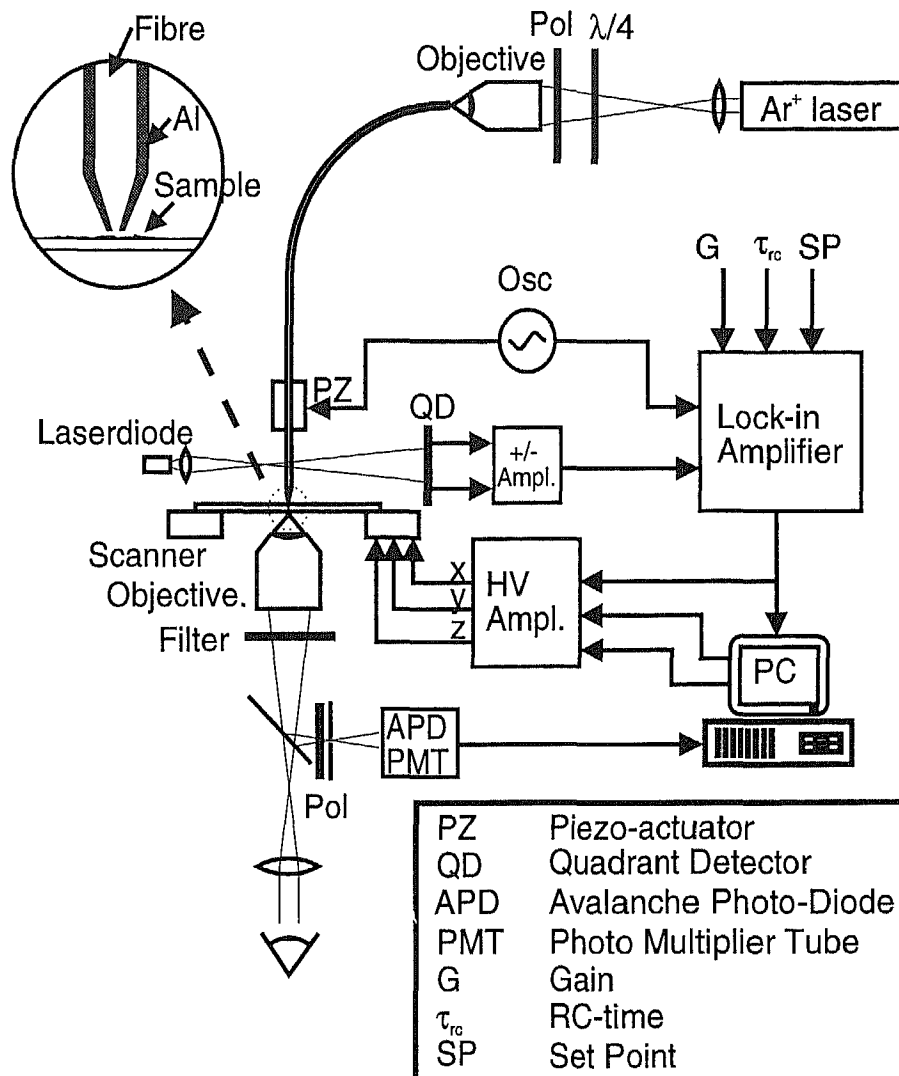 Fibre
Al
Sample
Pol λ/4
Objective
Ar⁺ laser
G τrc SP
Osc
PZ
QD
Laserdiode
+/-
Ampl.
Lock-in
Amplifier
Scanner
Objective.
Filter
x
y
z
HV
Ampl.
PC
APD
PMT
Pol
PZ Piezo-actuator
QD Quadrant Detector
APD Avalanche Photo-Diode
PMT Photo Multiplier Tube
G Gain
τrc RC-time
SP Set Point